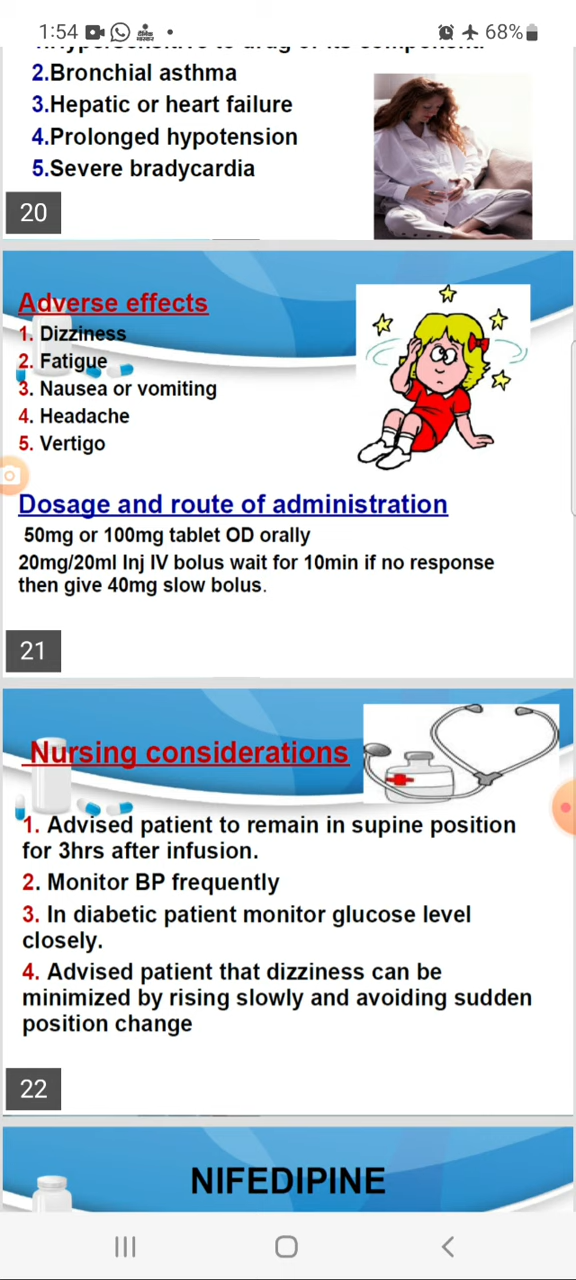 1:54
68%
2.Bronchial asthma
3.Hepatic or heart failure
4.Prolonged hypotension
5.Severe bradycardia
20
Adverse effects
1. Dizziness
2. Fatigue
3. Nausea or vomiting
4. Headache
5. Vertigo
Dosage and route of administration
50mg or 100mg tablet OD orally
20mg/20ml Inj IV bolus wait for 10min if no response
then give 40mg slow bolus.
21
Nursing considerations
1. Advised patient to remain in supine position
for 3hrs after infusion.
2. Monitor BP frequently
3. In diabetic patient monitor glucose level
closely.
4. Advised patient that dizziness can be
minimized by rising slowly and avoiding sudden
position change
22
NIFEDIPINE